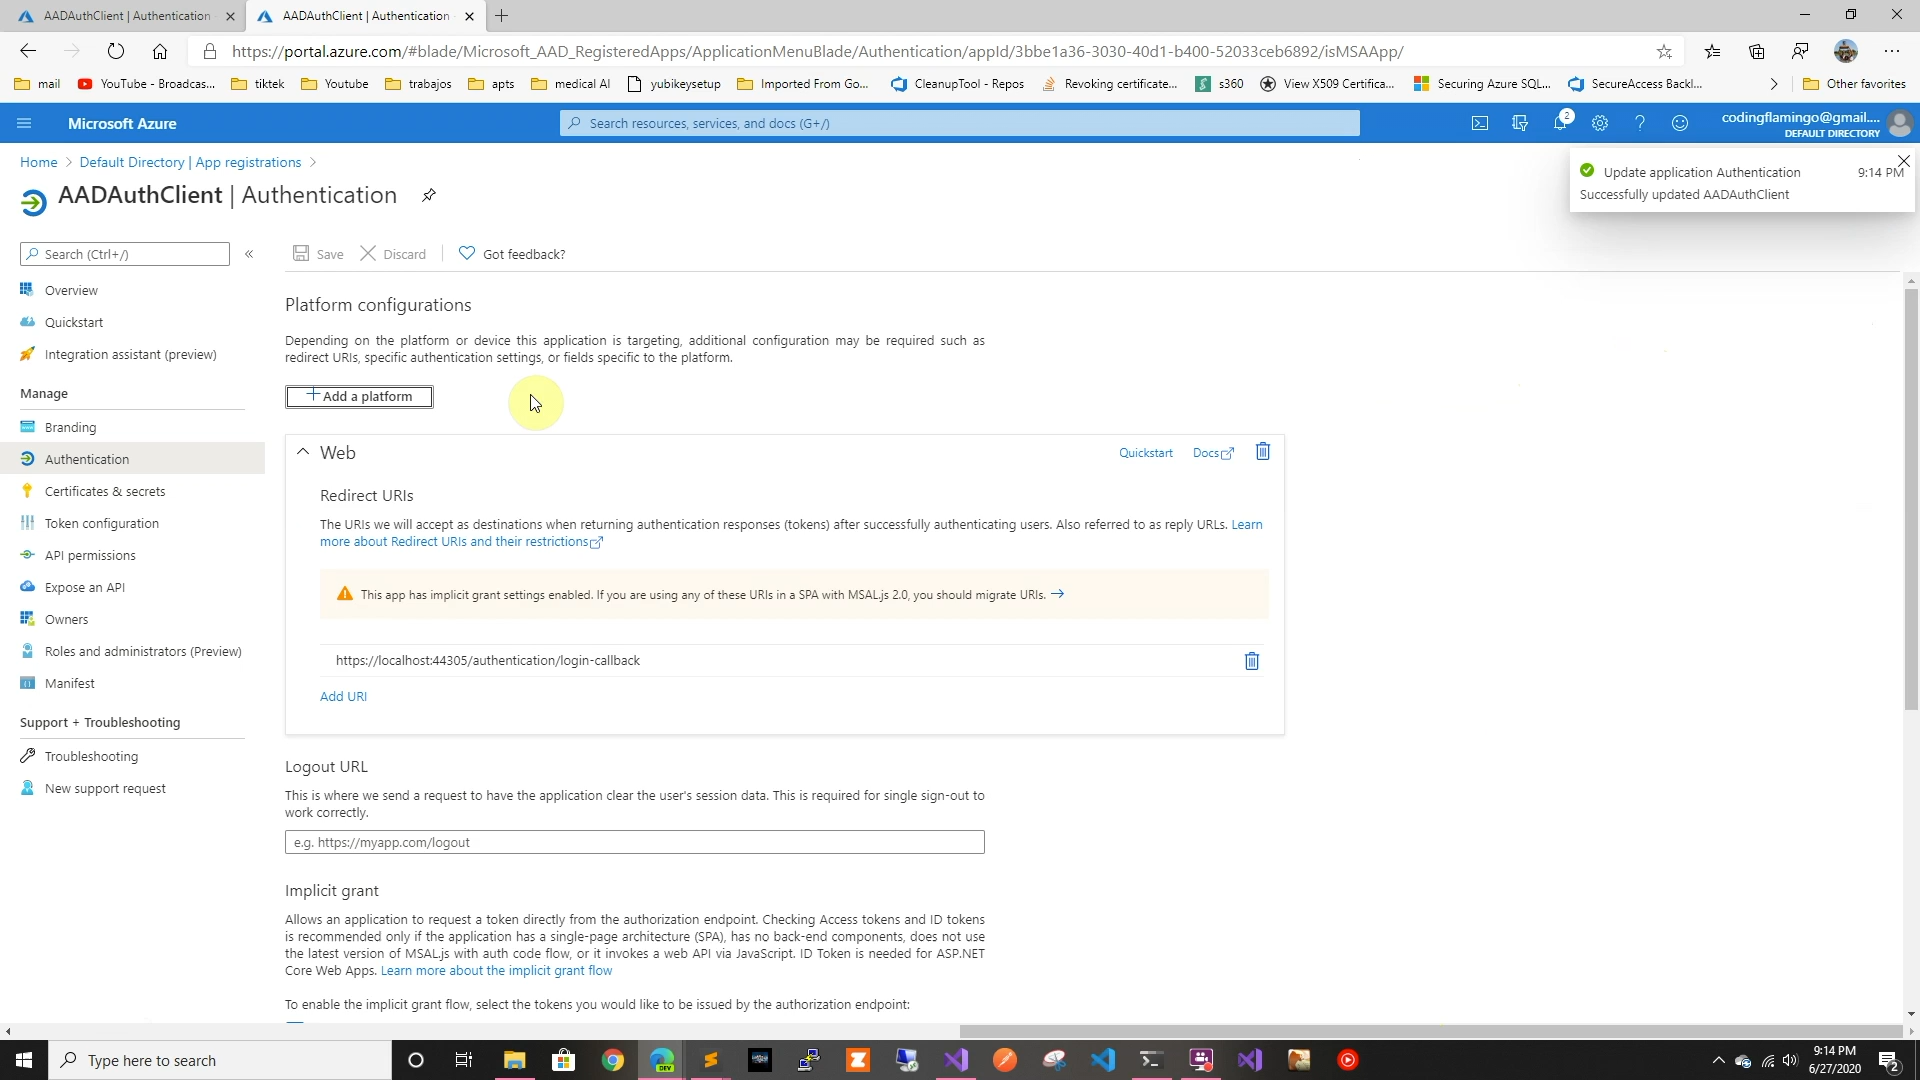 AADAuthClient | Authentication
AADAuthClient | Authentication
https://portal.azure.com/#blade/Microsoft_AAD_RegisteredApps/ApplicationMenuBlade/Authentication/appId/3bbe1a36-3030-40d1-b400-52033ceb6892/isMSAApp/
mail
YouTube - Broadcas...
tiktek
Youtube
trabajos
apts
medical AI
yubikeysetup
Imported From Go...
CleanupTool - Repos
Revoking certificate...
s360
View X509 Certifica...
Securing Azure SQL...
SecureAccess Backl...
Other favorites
Microsoft Azure
Search resources, services, and docs (G+/)
2
codingflamingo@gmail....
DEFAULT DIRECTORY
Home > Default Directory | App registrations >
Update application Authentication 9:14 PM
Successfully updated AADAuthClient
AADAuthClient | Authentication
Search (Ctrl+/)
«
Save
Discard
Got feedback?
Overview
Quickstart
Integration assistant (preview)
Manage
Branding
Authentication
Certificates & secrets
Token configuration
API permissions
Expose an API
Owners
Roles and administrators (Preview)
Manifest
Support + Troubleshooting
Troubleshooting
New support request
Platform configurations
Depending on the platform or device this application is targeting, additional configuration may be required such as
redirect URIs, specific authentication settings, or fields specific to the platform.
Add a platform
Web
Quickstart
Docs
Redirect URIs
The URIs we will accept as destinations when returning authentication responses (tokens) after successfully authenticating users. Also referred to as reply URLs. Learn
more about Redirect URIs and their restrictions
This app has implicit grant settings enabled. If you are using any of these URIs in a SPA with MSAL.js 2.0, you should migrate URIs.
https://localhost:44305/authentication/login-callback
Add URI
Logout URL
This is where we send a request to have the application clear the user's session data. This is required for single sign-out to
work correctly.
e.g. https://myapp.com/logout
Implicit grant
Allows an application to request a token directly from the authorization endpoint. Checking Access tokens and ID tokens
is recommended only if the application has a single-page architecture (SPA), has no back-end components, does not use
the latest version of MSAL.js with auth code flow, or it invokes a web API via JavaScript. ID Token is needed for ASP.NET
Core Web Apps. Learn more about the implicit grant flow
To enable the implicit grant flow, select the tokens you would like to be issued by the authorization endpoint:
Type here to search
DEV
9:14 PM
6/27/2020
2